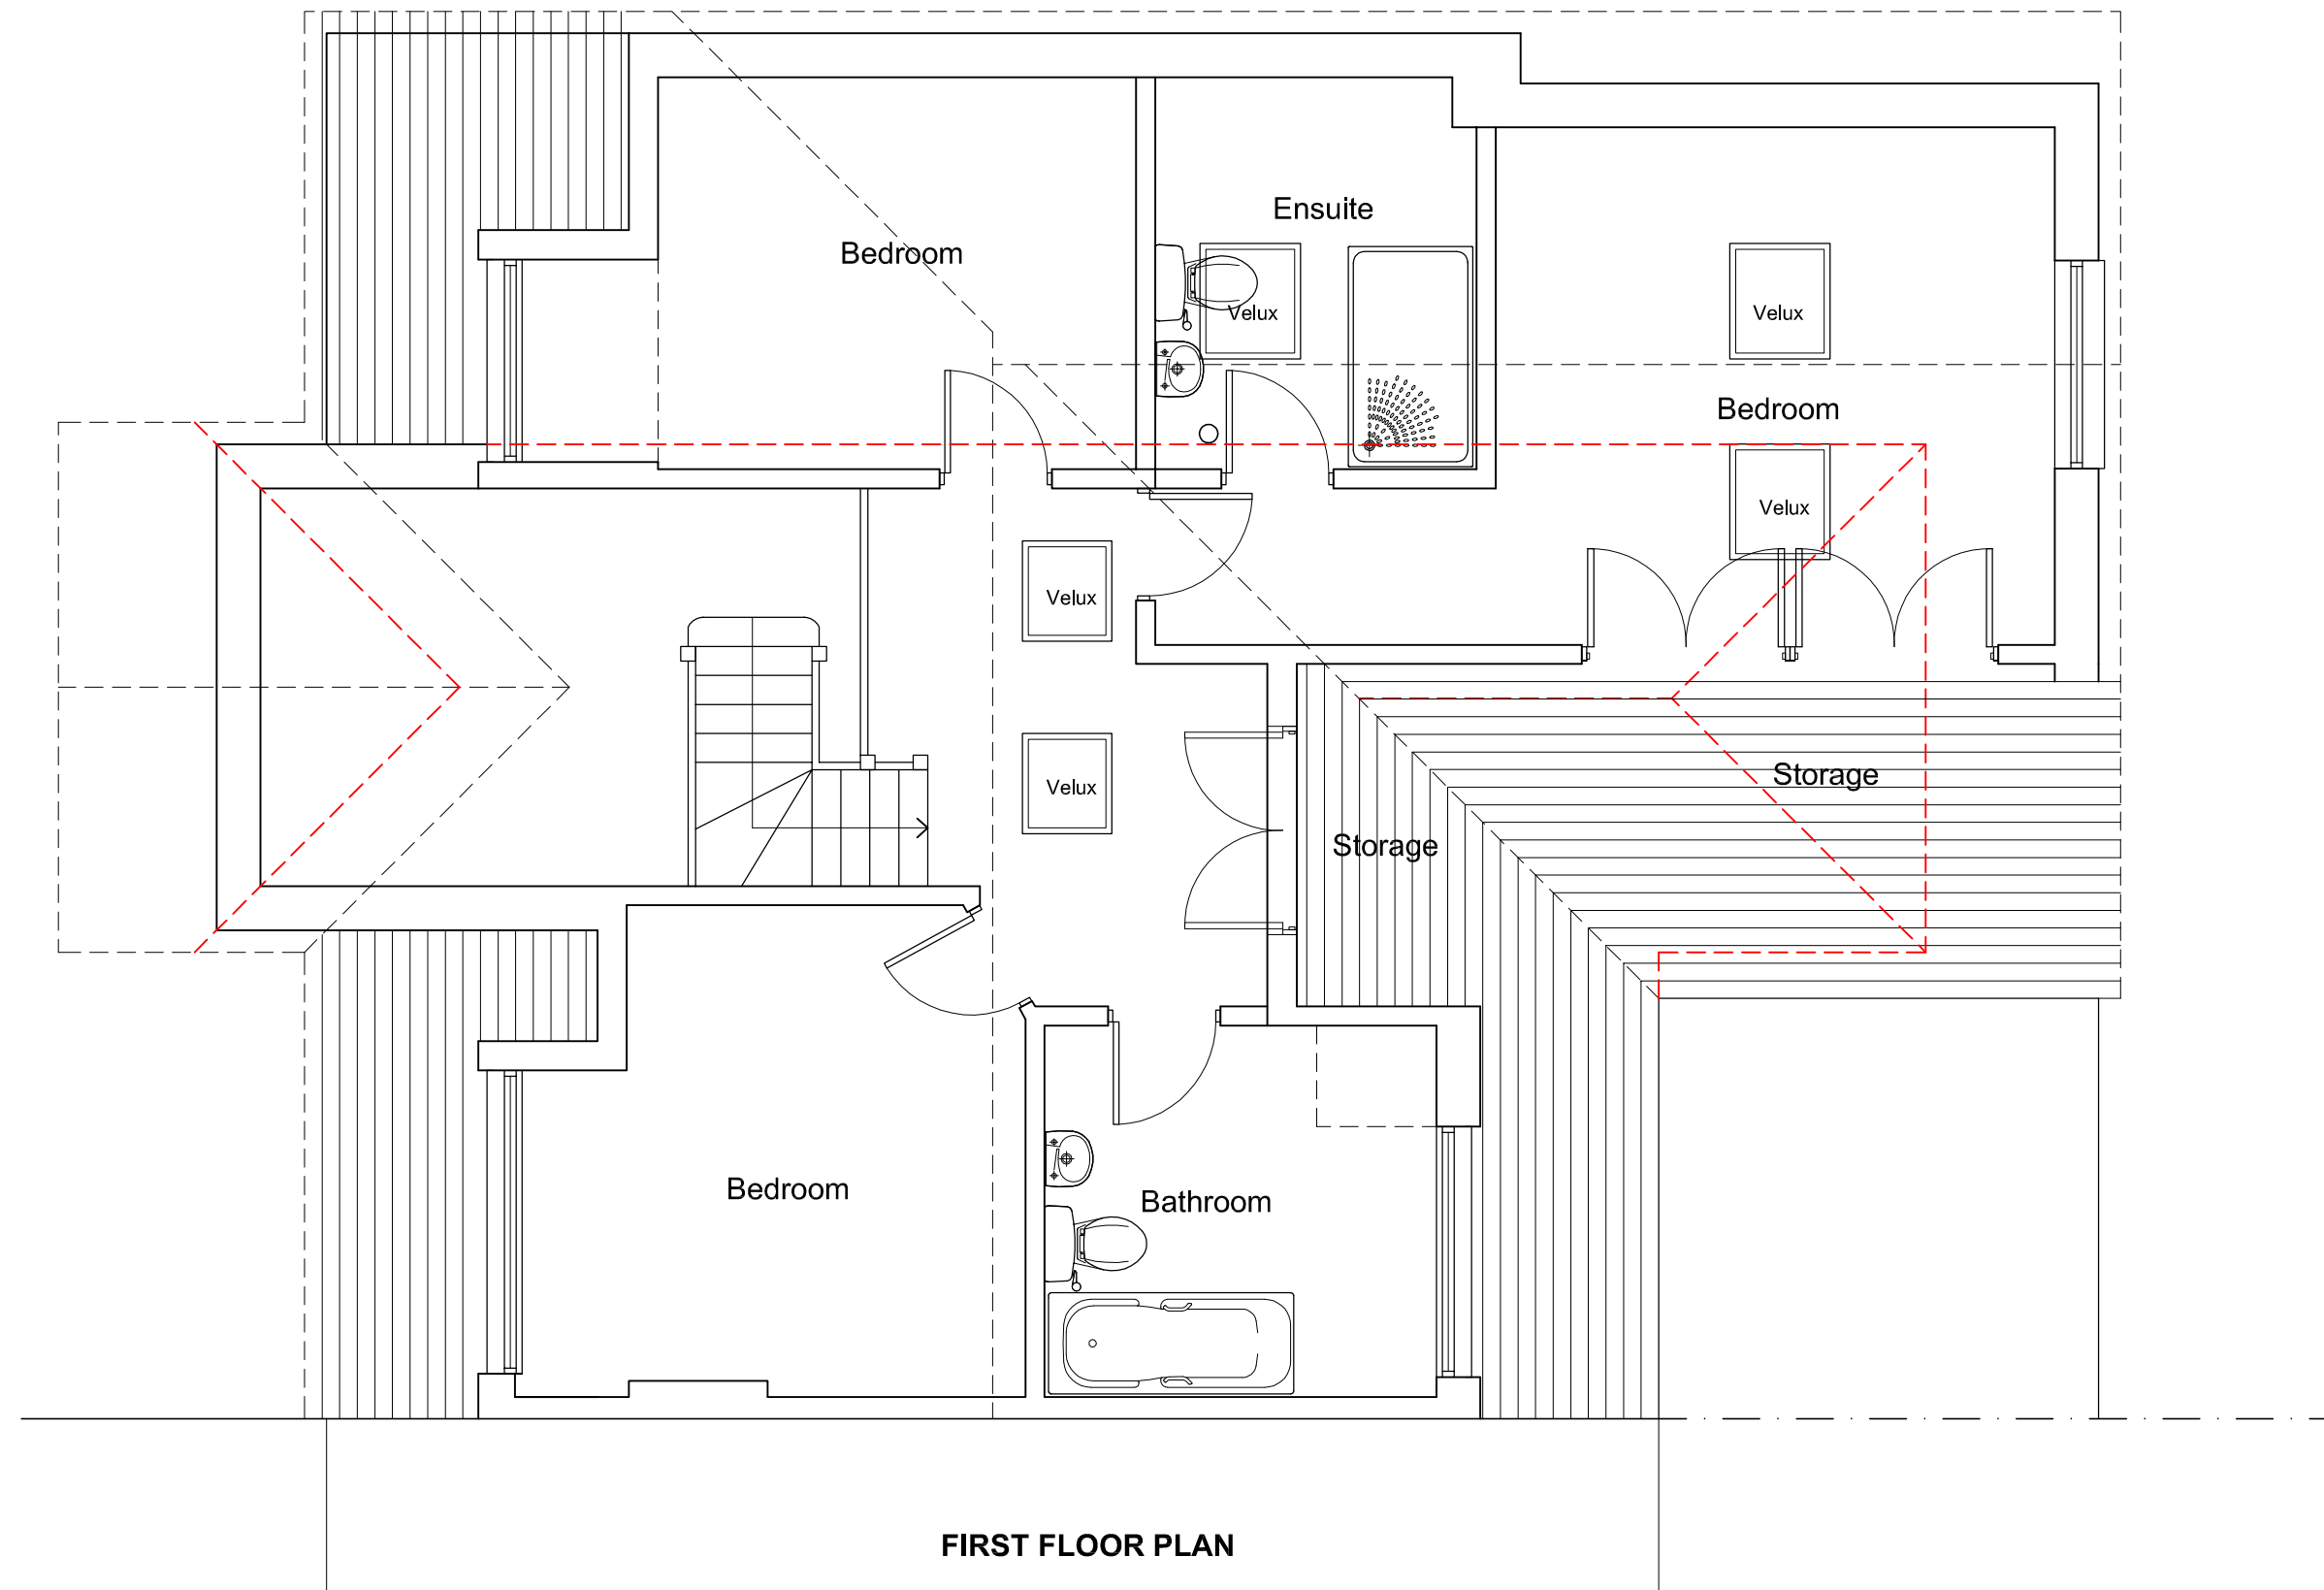 Ensuite
Bedroom
Velux
Velux
Bedroom
Velux
Velux
Storage
Velux
Storage
Bedroom
Bathroom
FIRST FLOOR PLAN